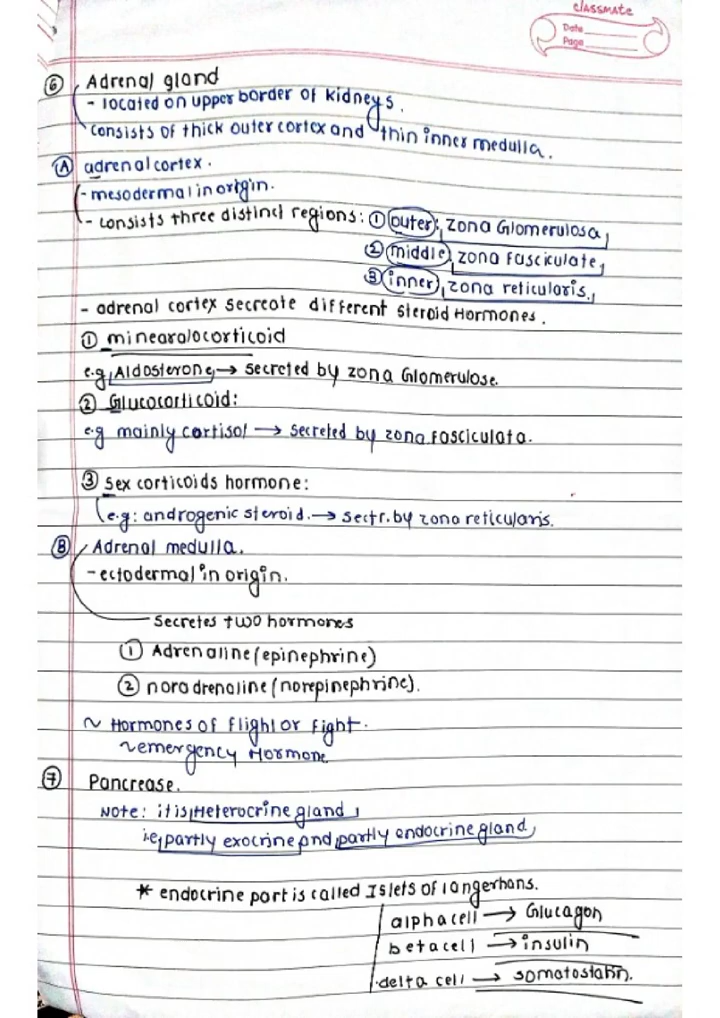 classmate
Date
Page
⑥ Adrenal gland
- located on upper border of kidneys.
consists of thick outer cortex and thin inner medulla.
Ⓐ adrenal cortex.
- mesodermal in origin.
- consists three distinct regions: ① outer; zona Glomerulosa
② middle, zona fasciculate,
③ inner, zona reticularis.
- adrenal cortex secreate different steroid Hormones.
① minearalocorticoid
e.g, Aldosterone → secreted by zona Glomerulose.
② Glucocorticoid:
e.g mainly cortisol → secreted by zona fasciculata.
③ Sex corticoids hormone:
e.g: androgenic steroid. → sectr. by zona reticularis.
Ⓑ Adrenal medulla.
- ectodermal in origin.
Secretes two hormones
① Adrenaline (epinephrine)
② noradrenaline (norepinephrine).
~ Hormones of flight or fight.
~emergency Hormone.
⑦ Pancrease.
Note: it is Heterocrine gland,
i.e, partly exocrine and partly endocrine gland,
* endocrine part is called Islets of langerhans.
alpha cell → Glucagon
beta cell → insulin
delta cell → somatostatin.